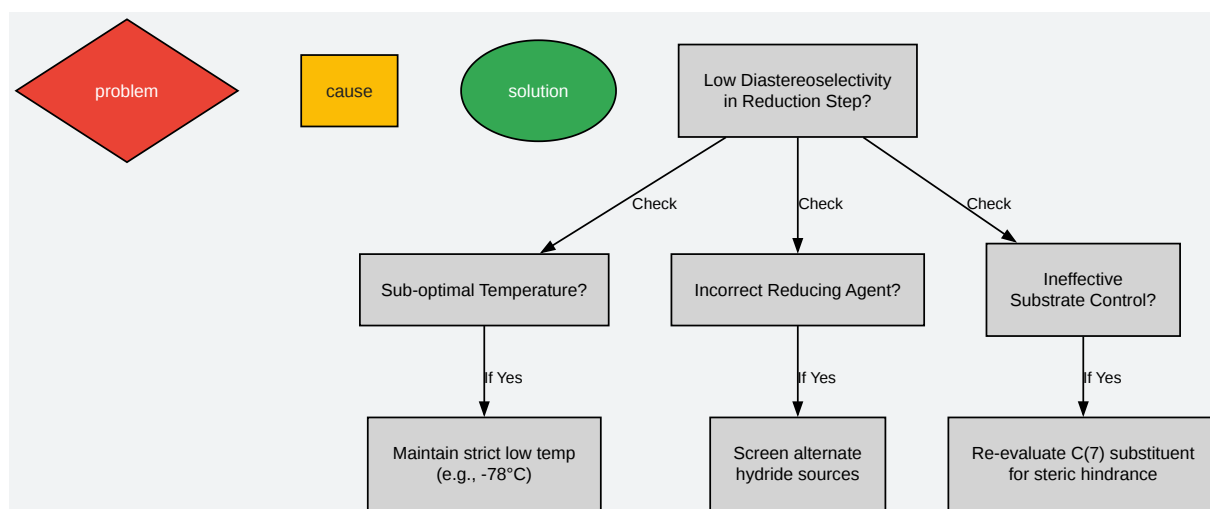 problem
cause
solution
Low Diastereoselectivity
in Reduction Step?
Check
Check
Check
Sub-optimal Temperature?
Incorrect Reducing Agent?
Ineffective
Substrate Control?
If Yes
If Yes
If Yes
Maintain strict low temp
(e.g., -78°C)
Screen alternate
hydride sources
Re-evaluate C(7) substituent
for steric hindrance